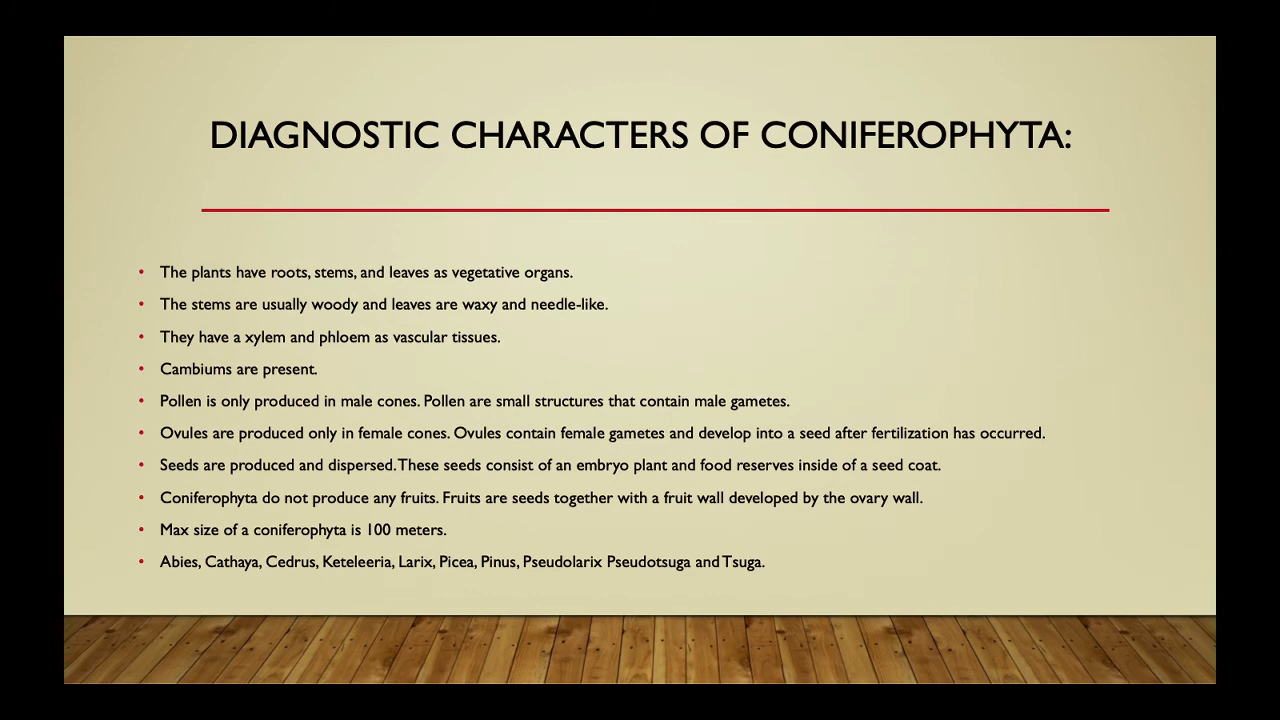 DIAGNOSTIC CHARACTERS OF CONIFEROPHYTA:
• The plants have roots, stems, and leaves as vegetative organs.
• The stems are usually woody and leaves are waxy and needle-like.
• They have a xylem and phloem as vascular tissues.
• Cambiums are present.
• Pollen is only produced in male cones. Pollen are small structures that contain male gametes.
• Ovules are produced only in female cones. Ovules contain female gametes and develop into a seed after fertilization has occurred.
• Seeds are produced and dispersed. These seeds consist of an embryo plant and food reserves inside of a seed coat.
• Coniferophyta do not produce any fruits. Fruits are seeds together with a fruit wall developed by the ovary wall.
• Max size of a coniferophyta is 100 meters.
• Abies, Cathaya, Cedrus, Keteleeria, Larix, Picea, Pinus, Pseudolarix Pseudotsuga and Tsuga.